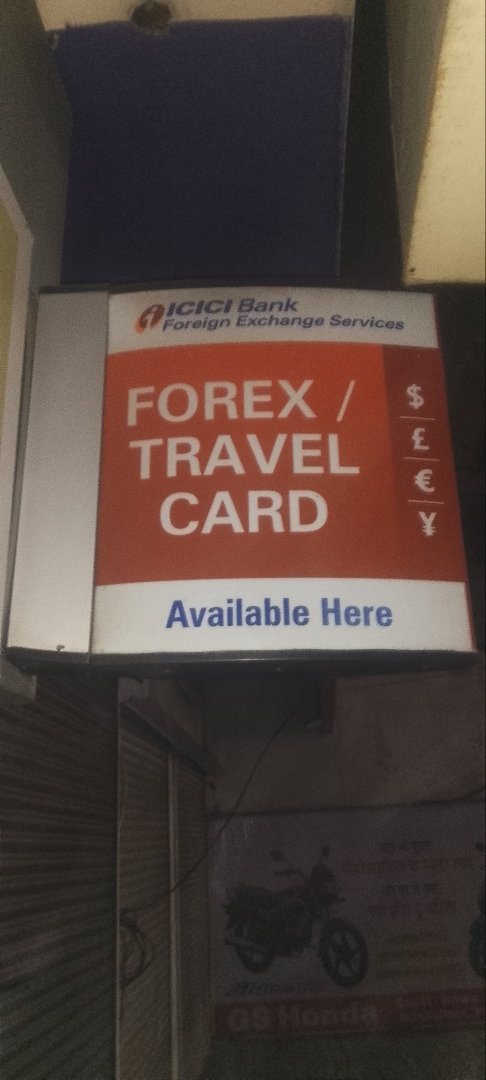 ICICI Bank
Foreign Exchange Services
FOREX /
TRAVEL
CARD
$
£
€
¥
Available Here
GS Honda